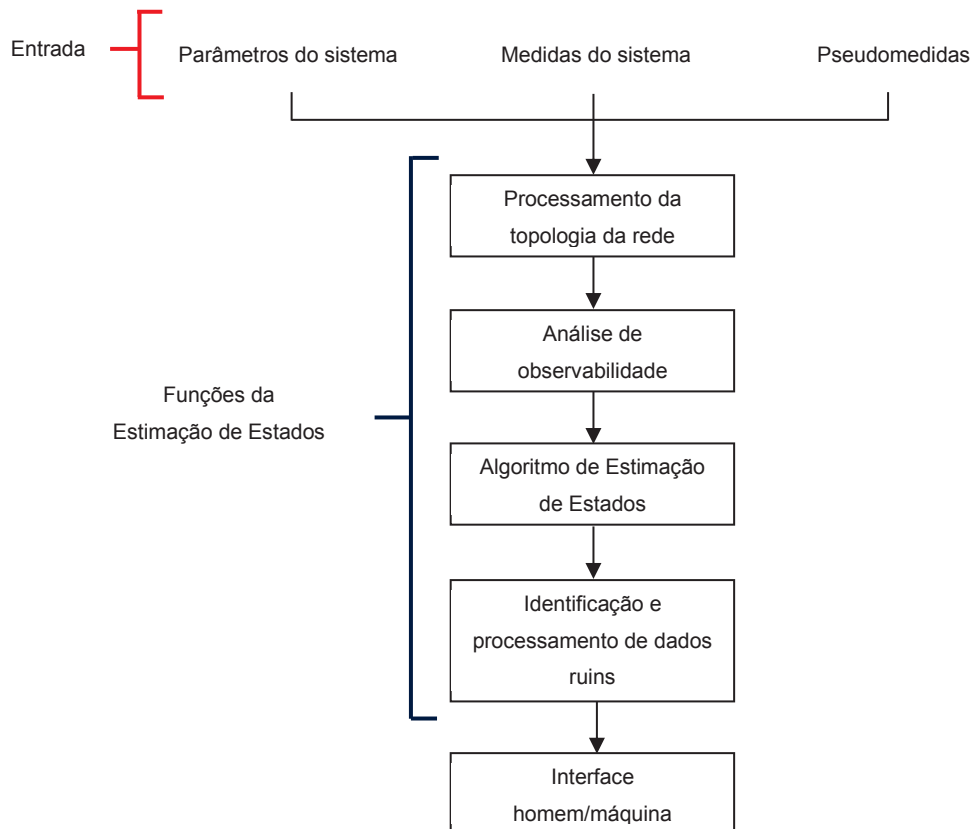 Entrada
Parâmetros do sistema
Medidas do sistema
Pseudomedidas
Processamento da
topologia da rede
Análise de
observabilidade
Funções da
Estimação de Estados
Algoritmo de Estimação
de Estados
Identificação e
processamento de dados
ruins
Interface
homem/máquina